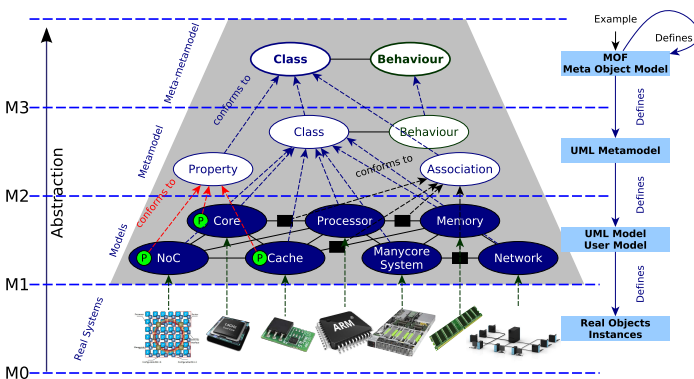 Example
Defines
MOF
Meta Object Model
Defines
UML Metamodel
Defines
UML Model
User Model
Defines
Real Objects
Instances
Abstraction
M3
M2
M1
M0
Meta-metamodel
Metamodel
Models
Real Systems
Class
Behaviour
conforms to
Class
Behaviour
Property
conforms to
Association
conforms to
P
Core
Processor
Memory
P
NoC
P
Cache
Manycore
System
Network
ARM